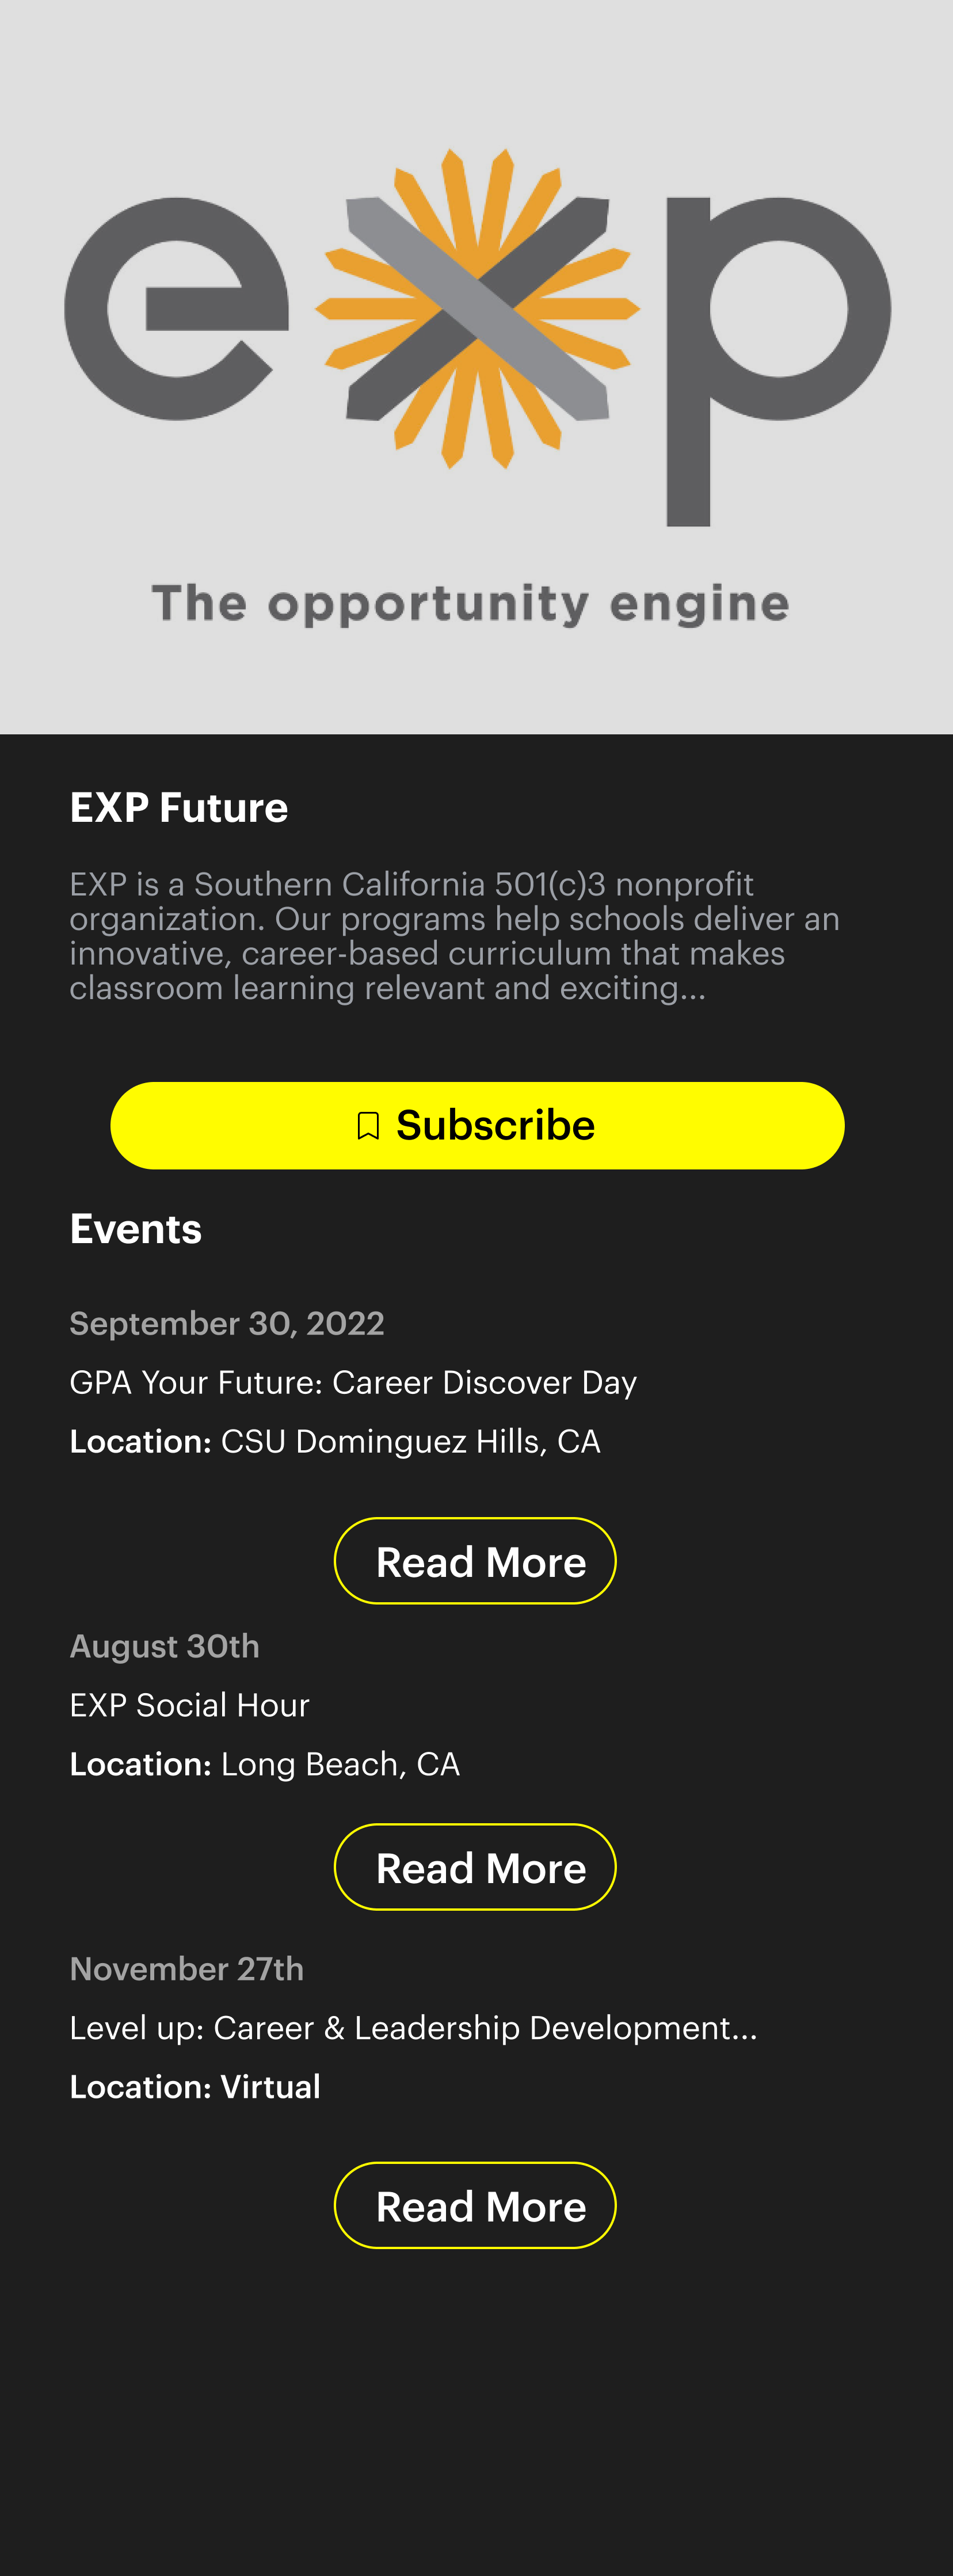 exp
The opportunity engine
EXP Future
EXP is a Southern California 501(c)3 nonprofit
organization. Our programs help schools deliver an
innovative, career-based curriculum that makes
classroom learning relevant and exciting...
Subscribe
Events
September 30, 2022
GPA Your Future: Career Discover Day
Location: CSU Dominguez Hills, CA
Read More
August 30th
EXP Social Hour
Location: Long Beach, CA
Read More
November 27th
Level up: Career & Leadership Development...
Location: Virtual
Read More